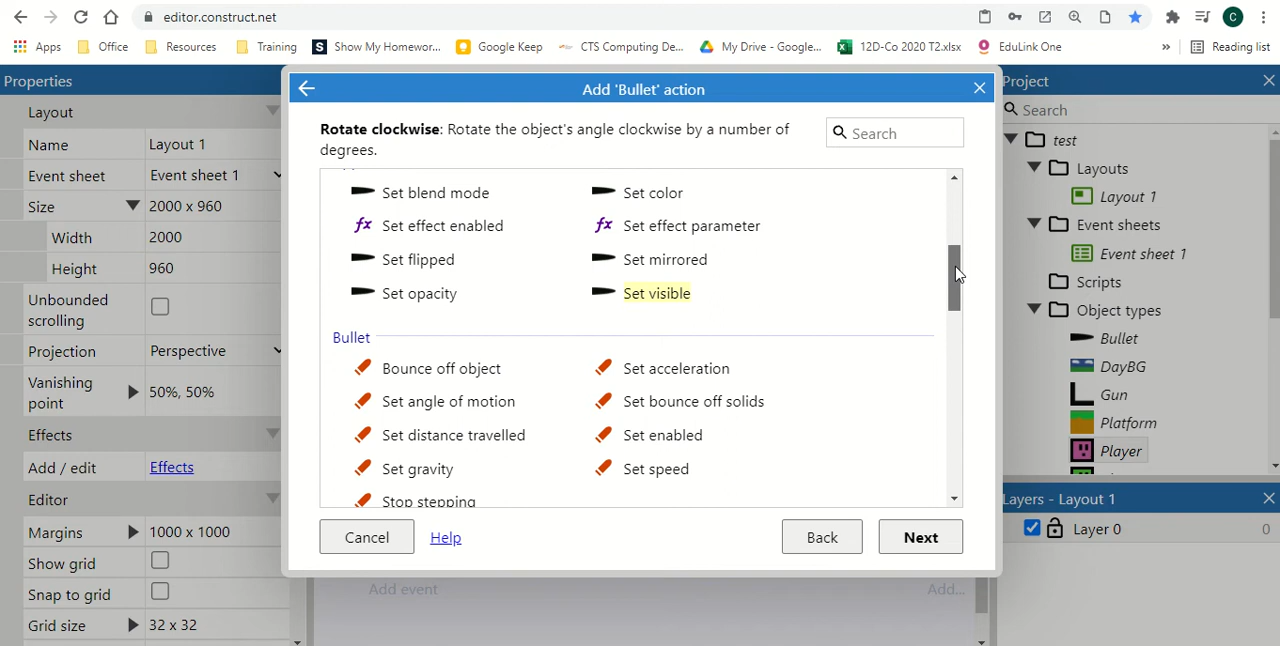 editor.construct.net
C
Apps
Office
Resources
Training
S
Show My Homewor...
Google Keep
CTS Computing De...
My Drive - Google...
12D-Co 2020 T2.xlsx
EduLink One
»
Reading list
Properties
Layout
Name
Layout 1
Event sheet
Event sheet 1
Size
2000 x 960
Width
2000
Height
960
Unbounded
scrolling
Projection
Perspective
Vanishing
point
50%, 50%
Effects
Add / edit
Effects
Editor
Margins
1000 x 1000
Show grid
Snap to grid
Grid size
32 x 32
Add 'Bullet' action
Rotate clockwise: Rotate the object's angle clockwise by a number of
degrees.
Search
Set blend mode
Set color
fx Set effect enabled
fx Set effect parameter
Set flipped
Set mirrored
Set opacity
Set visible
Bullet
Bounce off object
Set acceleration
Set angle of motion
Set bounce off solids
Set distance travelled
Set enabled
Set gravity
Set speed
Stop stepping
Cancel
Help
Back
Next
Add event
Add...
Project
Search
test
Layouts
Layout 1
Event sheets
Event sheet 1
Scripts
Object types
Bullet
DayBG
Gun
Platform
Player
Layers - Layout 1
Layer 0
0